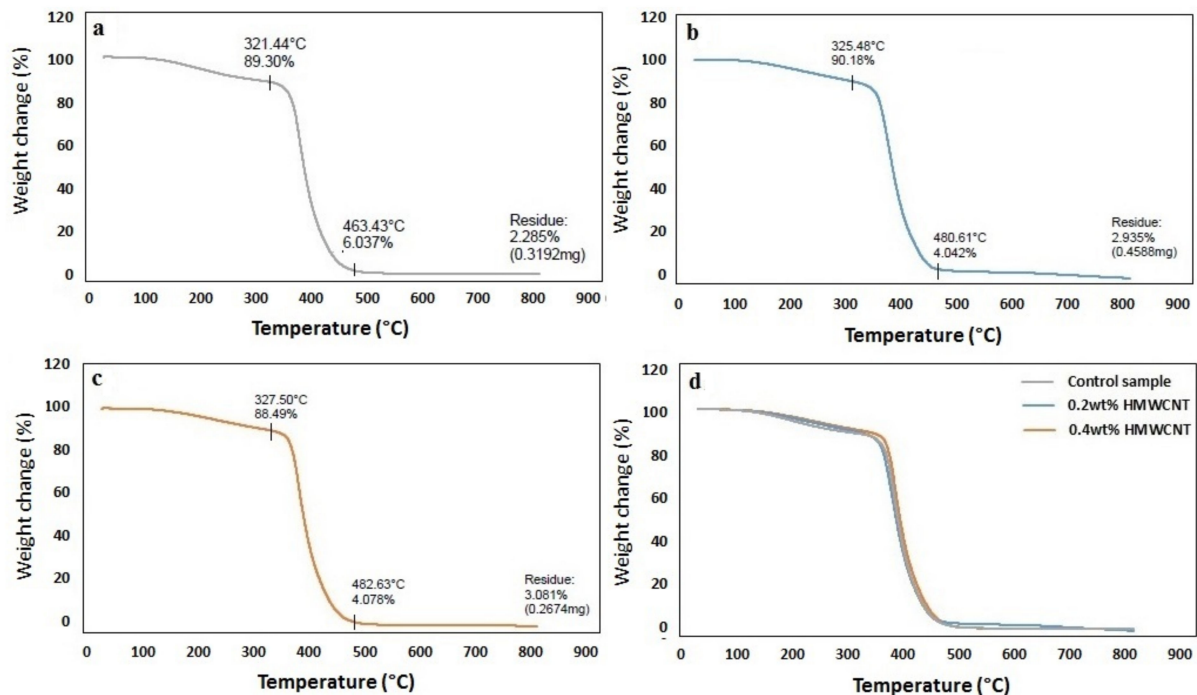 a
Weight change (%)
120
100
80
60
40
20
0
321.44°C
89.30%
463.43°C
6.037%
Residue:
2.285%
(0.3192mg)
0 100 200 300 400 500 600 700 800 900
Temperature (°C)
b
Weight change (%)
120
100
80
60
40
20
0
325.48°C
90.18%
480.61°C
4.042%
Residue:
2.935%
(0.4588mg)
0 100 200 300 400 500 600 700 800 900
Temperature (°C)
c
Weight change (%)
120
100
80
60
40
20
0
327.50°C
88.49%
482.63°C
4.078%
Residue:
3.081%
(0.2674mg)
0 100 200 300 400 500 600 700 800 900
Temperature (°C)
d
Weight change (%)
120
100
80
60
40
20
0
Control sample
0.2wt% HMWCNT
0.4wt% HMWCNT
0 100 200 300 400 500 600 700 800 900
Temperature (°C)